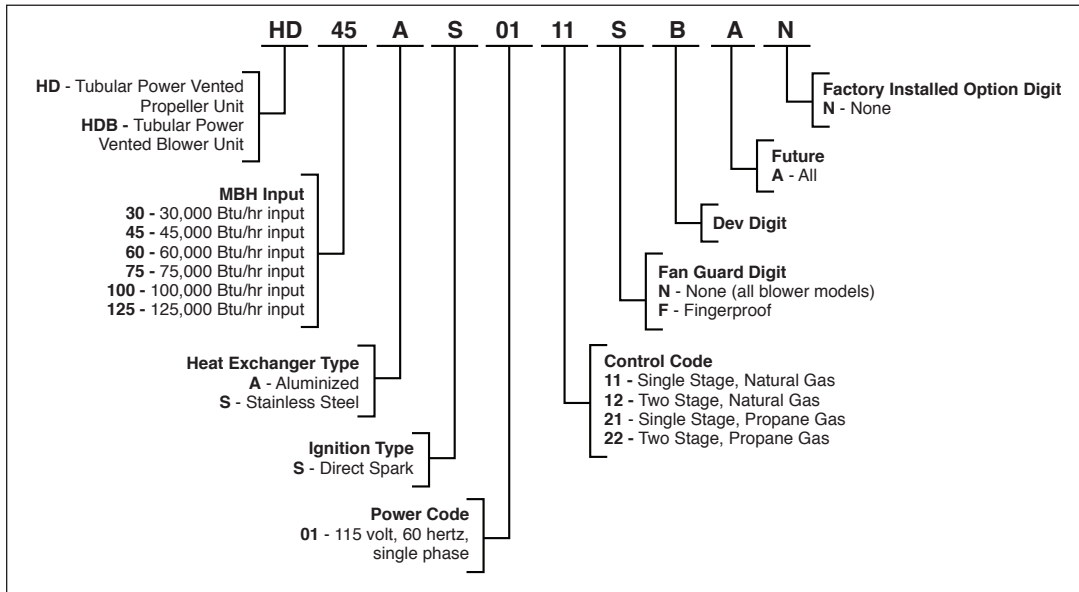 HD 45 A S 01 11 S B A N
HD - Tubular Power Vented
Propeller Unit
HDB - Tubular Power
Vented Blower Unit
MBH Input
30 - 30,000 Btu/hr input
45 - 45,000 Btu/hr input
60 - 60,000 Btu/hr input
75 - 75,000 Btu/hr input
100 - 100,000 Btu/hr input
125 - 125,000 Btu/hr input
Heat Exchanger Type
A - Aluminized
S - Stainless Steel
Ignition Type
S - Direct Spark
Power Code
01 - 115 volt, 60 hertz,
single phase
Factory Installed Option Digit
N - None
Future
A - All
Dev Digit
Fan Guard Digit
N - None (all blower models)
F - Fingerproof
Control Code
11 - Single Stage, Natural Gas
12 - Two Stage, Natural Gas
21 - Single Stage, Propane Gas
22 - Two Stage, Propane Gas